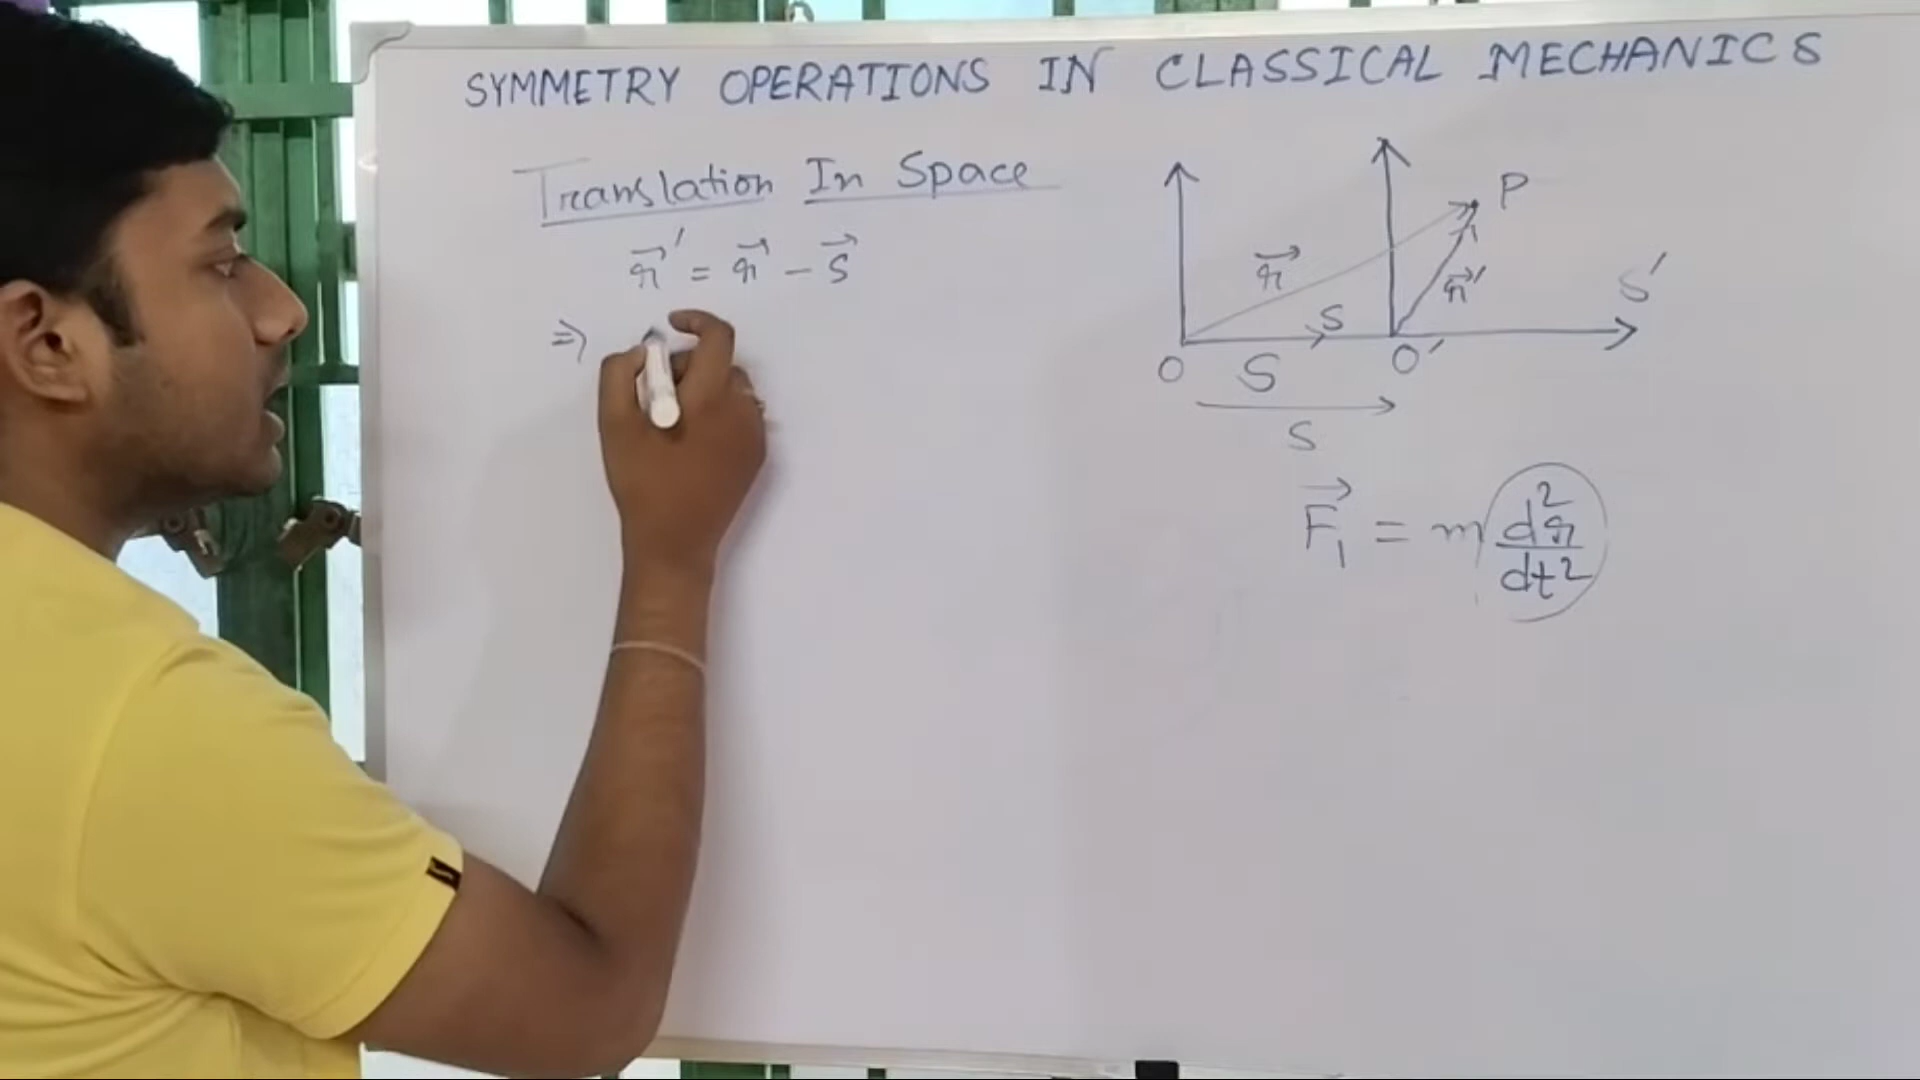 SYMMETRY OPERATIONS IN CLASSICAL MECHANICS
Translation In Space
r⃗′ = r⃗ − S⃗
⇒
P
r⃗
r⃗′
S
S′
O
S
O′
S
F⃗₁ = m d²r/dt²